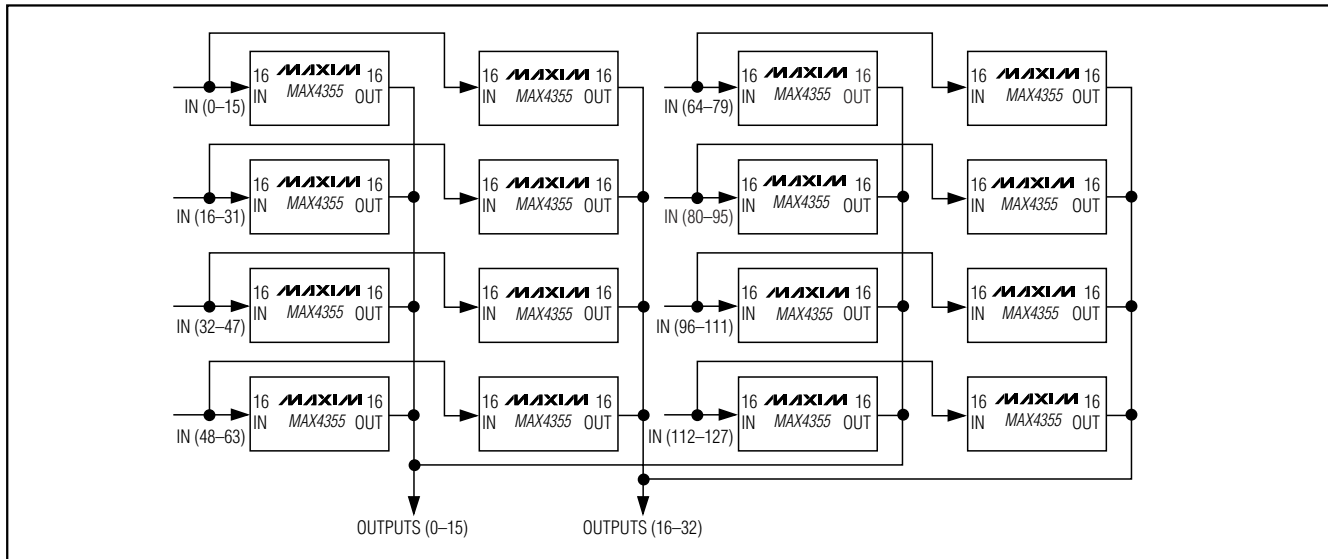 16 MAXIM 16
IN MAX4355 OUT
IN (0–15)
16 MAXIM 16
IN MAX4355 OUT
16 MAXIM 16
IN MAX4355 OUT
IN (64–79)
16 MAXIM 16
IN MAX4355 OUT
16 MAXIM 16
IN MAX4355 OUT
IN (16–31)
16 MAXIM 16
IN MAX4355 OUT
16 MAXIM 16
IN MAX4355 OUT
IN (80–95)
16 MAXIM 16
IN MAX4355 OUT
16 MAXIM 16
IN MAX4355 OUT
IN (32–47)
16 MAXIM 16
IN MAX4355 OUT
16 MAXIM 16
IN MAX4355 OUT
IN (96–111)
16 MAXIM 16
IN MAX4355 OUT
16 MAXIM 16
IN MAX4355 OUT
IN (48–63)
16 MAXIM 16
IN MAX4355 OUT
16 MAXIM 16
IN MAX4355 OUT
IN (112–127)
16 MAXIM 16
IN MAX4355 OUT
OUTPUTS (0–15)
OUTPUTS (16–32)